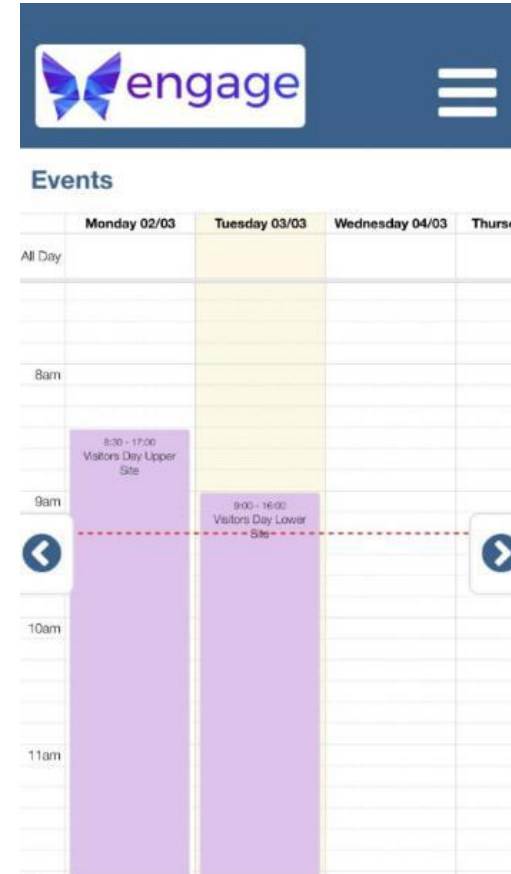 engage
Events
Monday 02/03 Tuesday 03/03 Wednesday 04/03 Thurs
All Day
8am
8:30 - 17:00
Visitors Day Upper
Site
9am
9:00 - 16:00
Visitors Day Lower
Site
10am
11am